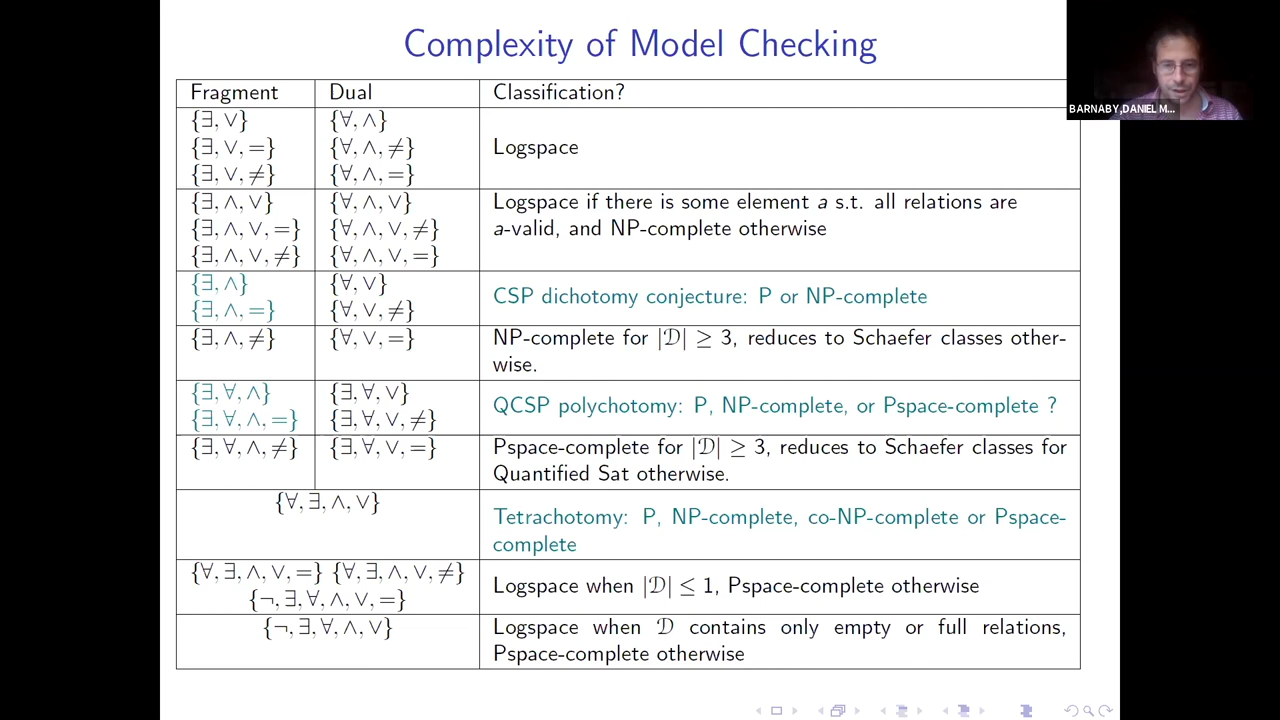 Complexity of Model Checking
BARNABY,DANIEL M...
Fragment Dual Classification?
{∃, ∨} {∀, ∧}
{∃, ∨, =} {∀, ∧, ≠} Logspace
{∃, ∨, ≠} {∀, ∧, =}
{∃, ∧, ∨} {∀, ∧, ∨} Logspace if there is some element a s.t. all relations are
{∃, ∧, ∨, =} {∀, ∧, ∨, ≠} a-valid, and NP-complete otherwise
{∃, ∧, ∨, ≠} {∀, ∧, ∨, =}
{∃, ∧} {∀, ∨}
CSP dichotomy conjecture: P or NP-complete
{∃, ∧, =} {∀, ∨, ≠}
{∃, ∧, ≠} {∀, ∨, =} NP-complete for |𝒟| ≥ 3, reduces to Schaefer classes other-
wise.
{∃, ∀, ∧} {∃, ∀, ∨}
QCSP polychotomy: P, NP-complete, or Pspace-complete ?
{∃, ∀, ∧, =} {∃, ∀, ∨, ≠}
{∃, ∀, ∧, ≠} {∃, ∀, ∨, =} Pspace-complete for |𝒟| ≥ 3, reduces to Schaefer classes for
Quantified Sat otherwise.
{∀, ∃, ∧, ∨}
Tetrachotomy: P, NP-complete, co-NP-complete or Pspace-
complete
{∀, ∃, ∧, ∨, =} {∀, ∃, ∧, ∨, ≠}
Logspace when |𝒟| ≤ 1, Pspace-complete otherwise
{¬, ∃, ∀, ∧, ∨, =}
{¬, ∃, ∀, ∧, ∨} Logspace when 𝒟 contains only empty or full relations,
Pspace-complete otherwise